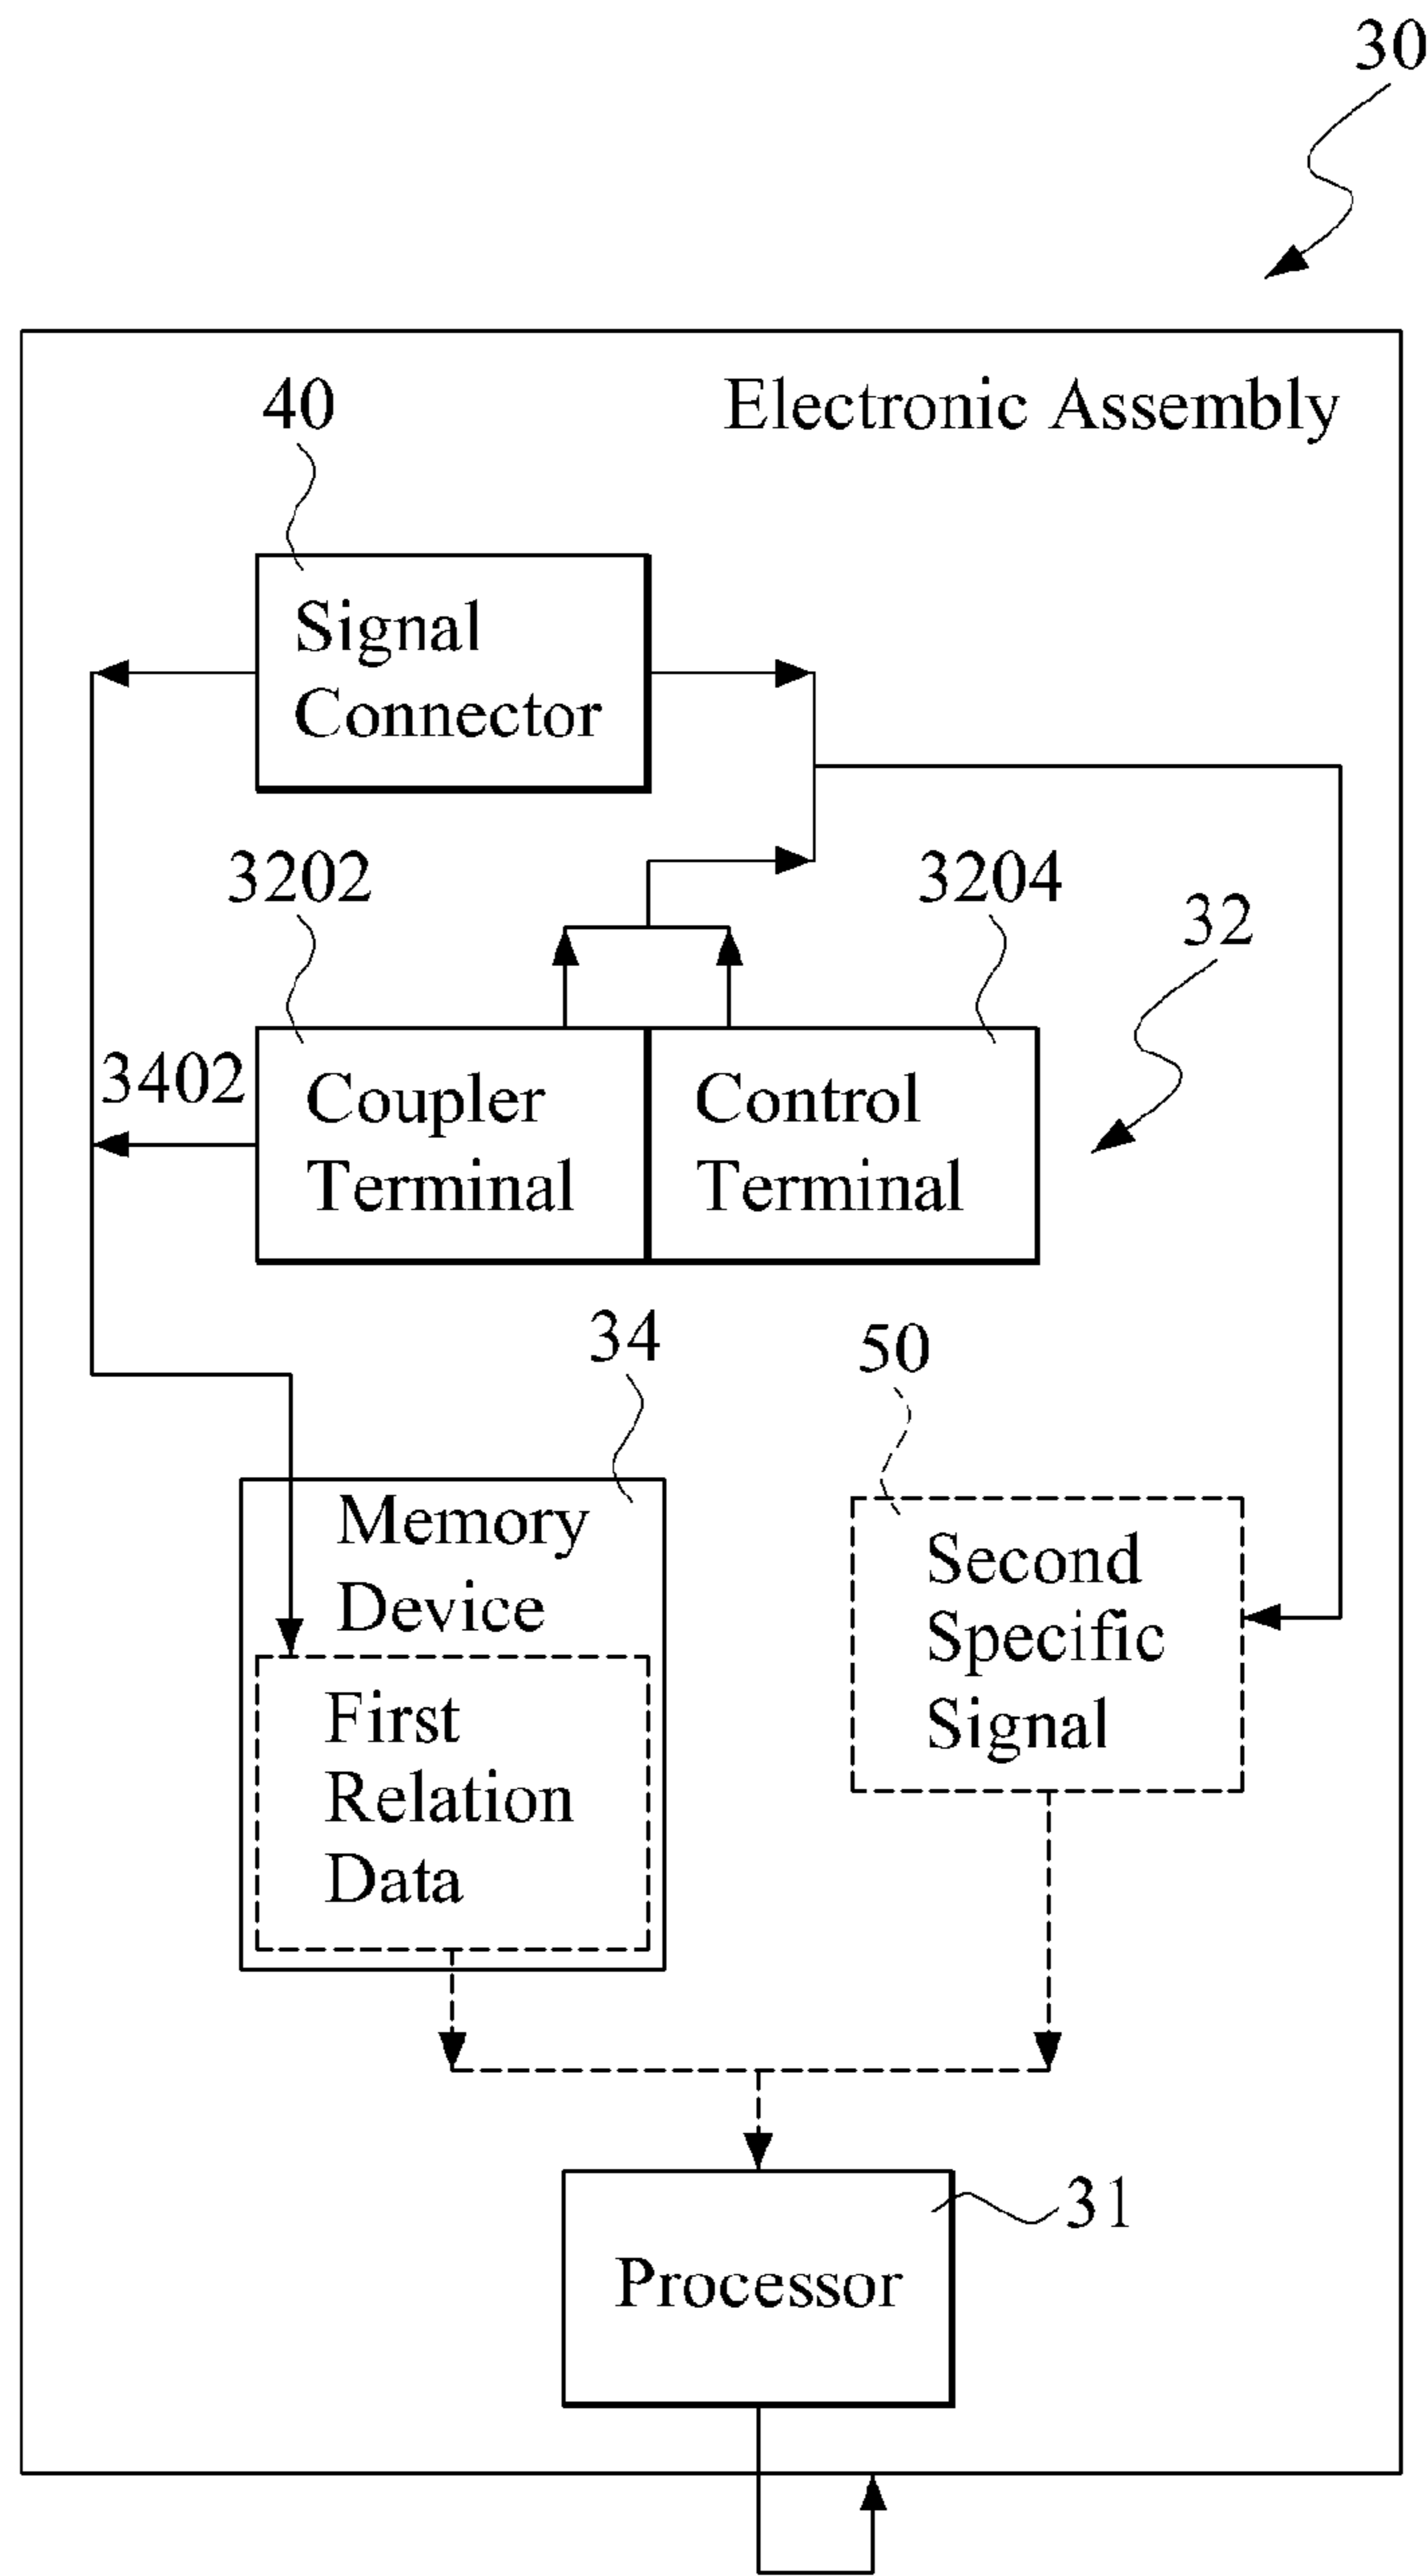 30
Electronic Assembly
40
Signal
Connector
3202
3204
32
3402
Coupler
Terminal
Control
Terminal
34
50
Memory
Device
First
Relation
Data
Second
Specific
Signal
31
Processor